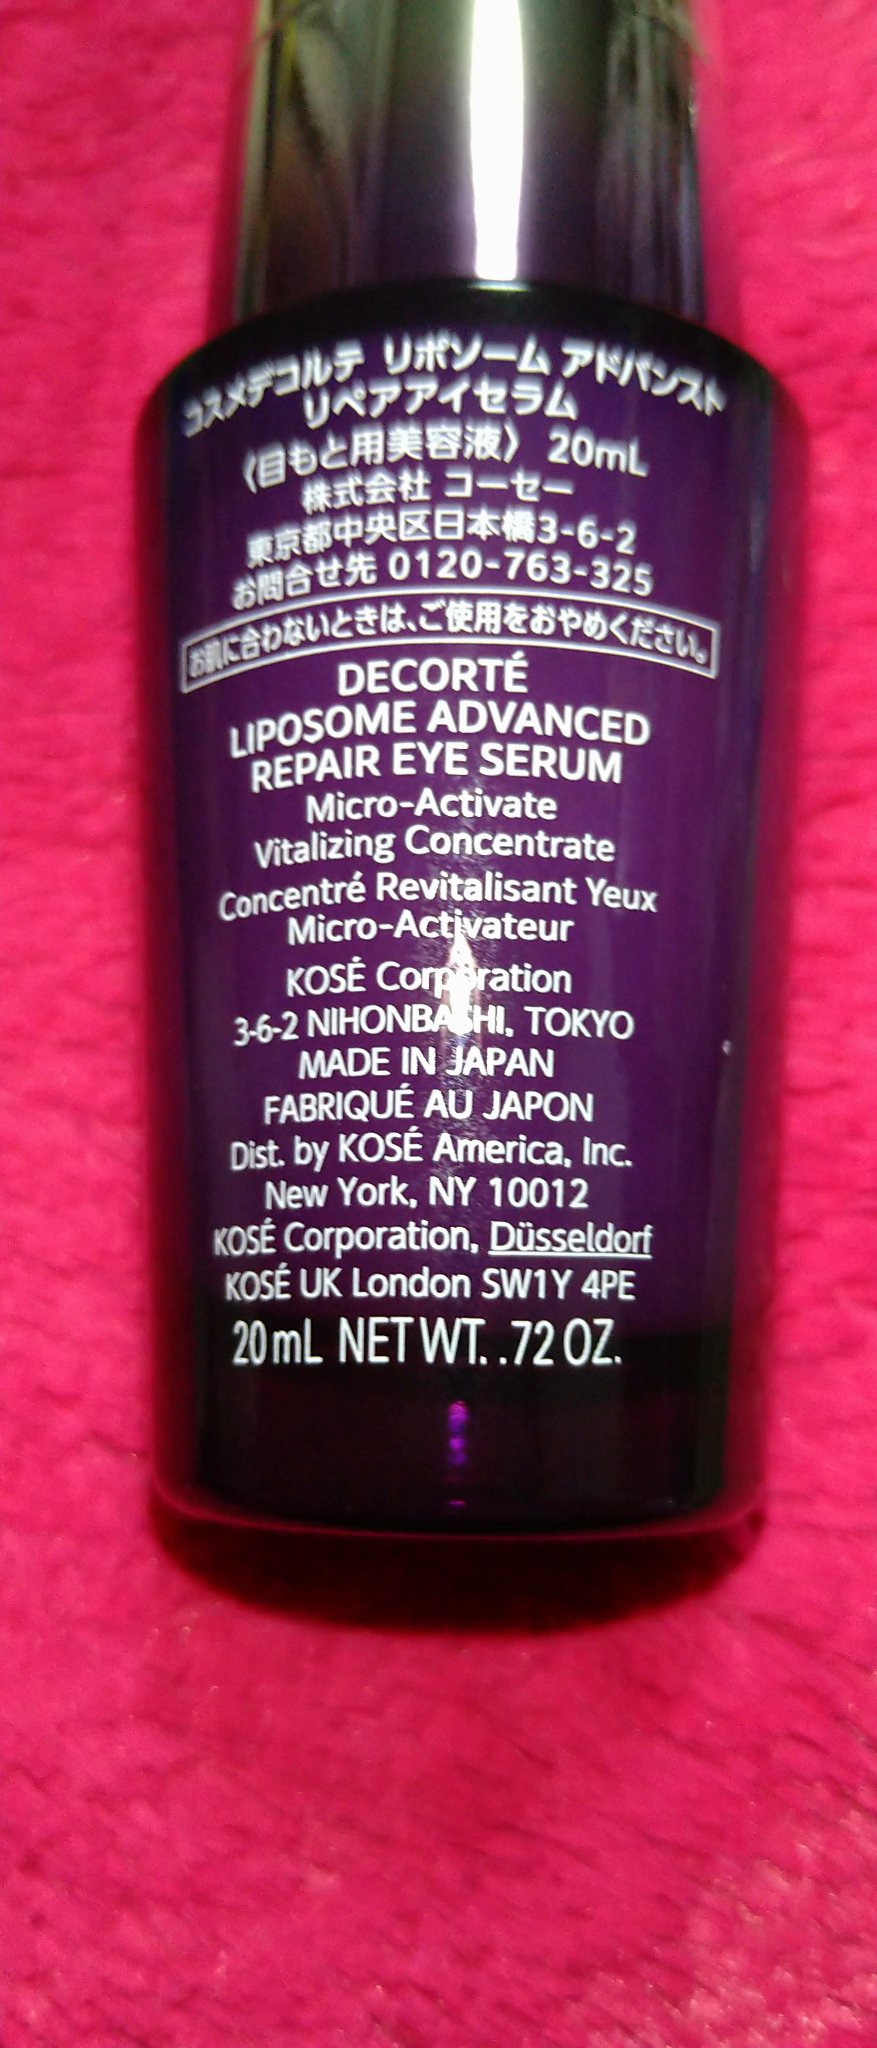 コスメデコルテ リポソーム アドバンスト
リペアアイセラム
〈目もと用美容液〉 20mL
株式会社 コーセー
東京都中央区日本橋3-6-2
お問合せ先 0120-763-325
お肌に合わないときは、ご使用をおやめください。
DECORTÉ
LIPOSOME ADVANCED
REPAIR EYE SERUM
Micro-Activate
Vitalizing Concentrate
Concentré Revitalisant Yeux
Micro-Activateur
KOSÉ Corporation
3-6-2 NIHONBASHI, TOKYO
MADE IN JAPAN
FABRIQUÉ AU JAPON
Dist. by KOSÉ America, Inc.
New York, NY 10012
KOSÉ Corporation, Düsseldorf
KOSÉ UK London SW1Y 4PE
20mL NET WT. .72 OZ.